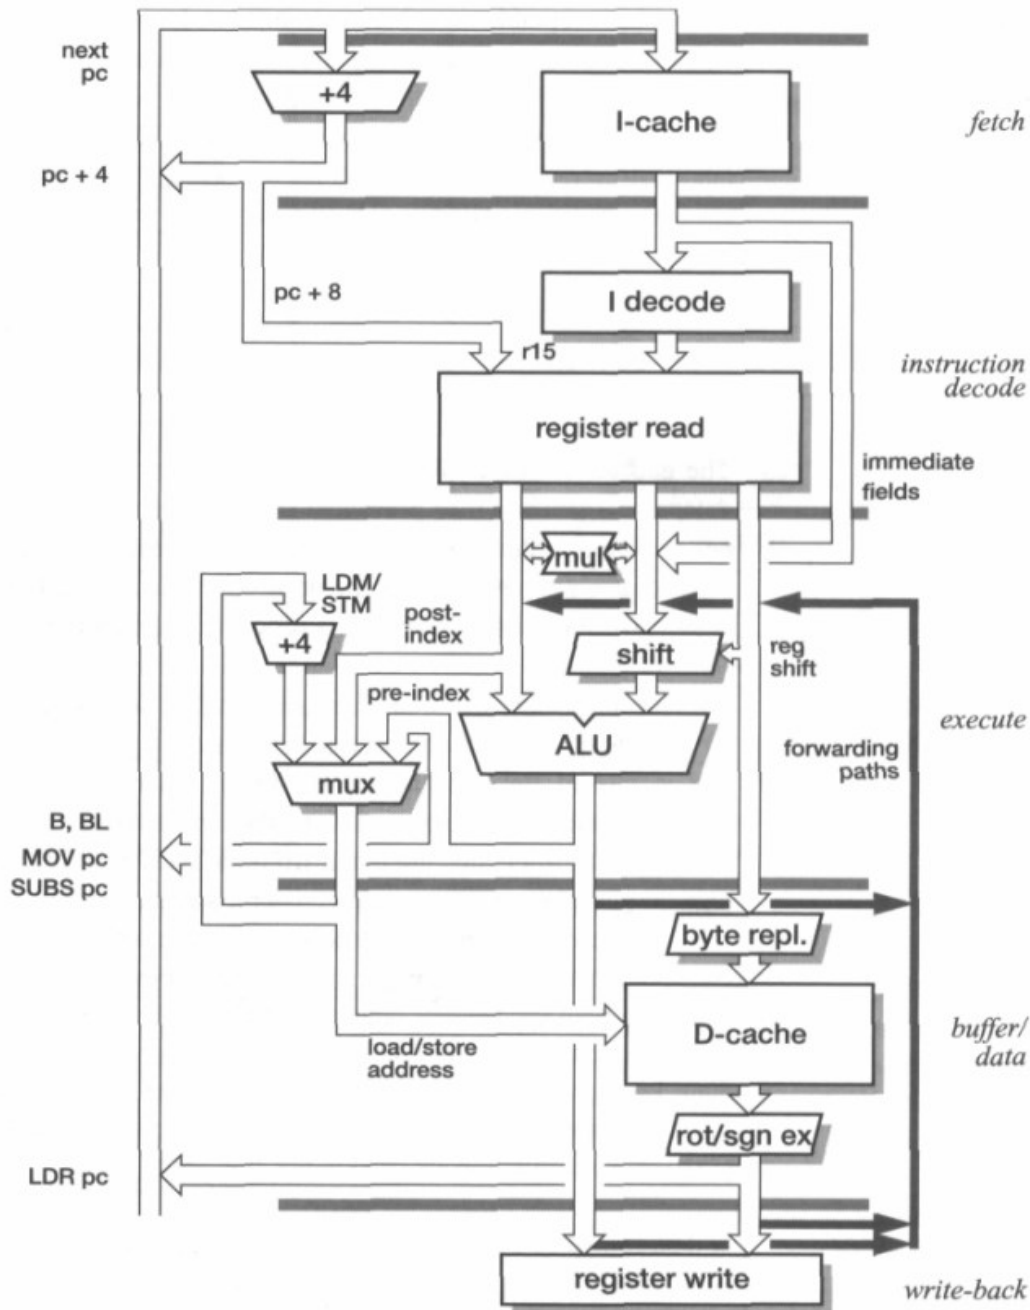 next
pc
+4
I-cache
fetch
pc + 4
pc + 8
I decode
r15
instruction
decode
register read
immediate
fields
mul
LDM/
STM
post-
index
+4
shift
reg
shift
pre-index
ALU
execute
forwarding
paths
mux
B, BL
MOV pc
SUBS pc
byte repl.
D-cache
buffer/
data
load/store
address
rot/sgn ex
LDR pc
register write
write-back